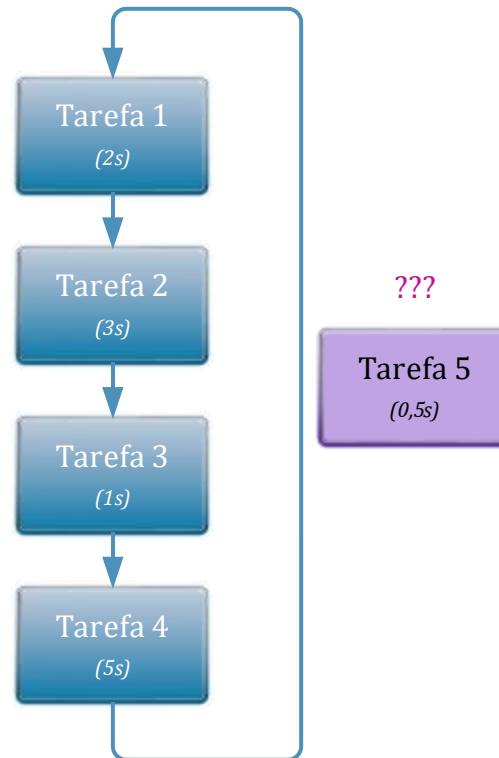 Tarefa 1
(2s)
Tarefa 2
(3s)
Tarefa 3
(1s)
Tarefa 4
(5s)
???
Tarefa 5
(0,5s)